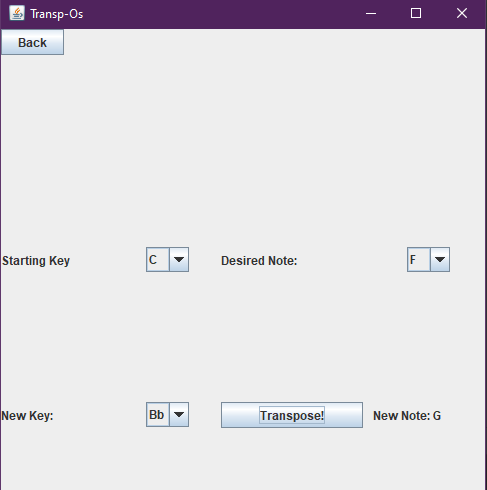 Transp-Os
Back
Starting Key C Desired Note: F
New Key: Bb Transpose! New Note: G